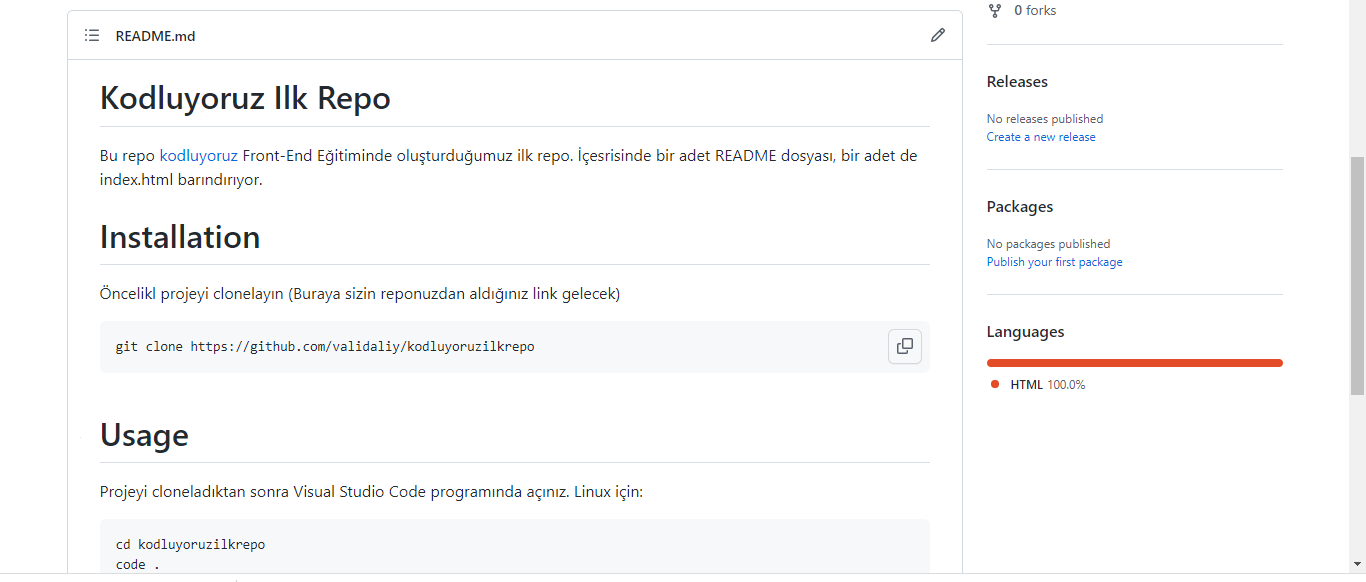 README.md
Kodluyoruz Ilk Repo
Bu repo kodluyoruz Front-End Eğitiminde oluşturduğumuz ilk repo. İçesrisinde bir adet README dosyası, bir adet de
index.html barındırıyor.
Installation
Öncelikl projeyi clonelayın (Buraya sizin reponuzdan aldığınız link gelecek)
git clone https://github.com/validaliy/kodluyoruzilkrepo
Usage
Projeyi cloneladıktan sonra Visual Studio Code programında açınız. Linux için:
cd kodluyoruzilkrepo
code .
0 forks
Releases
No releases published
Create a new release
Packages
No packages published
Publish your first package
Languages
HTML 100.0%